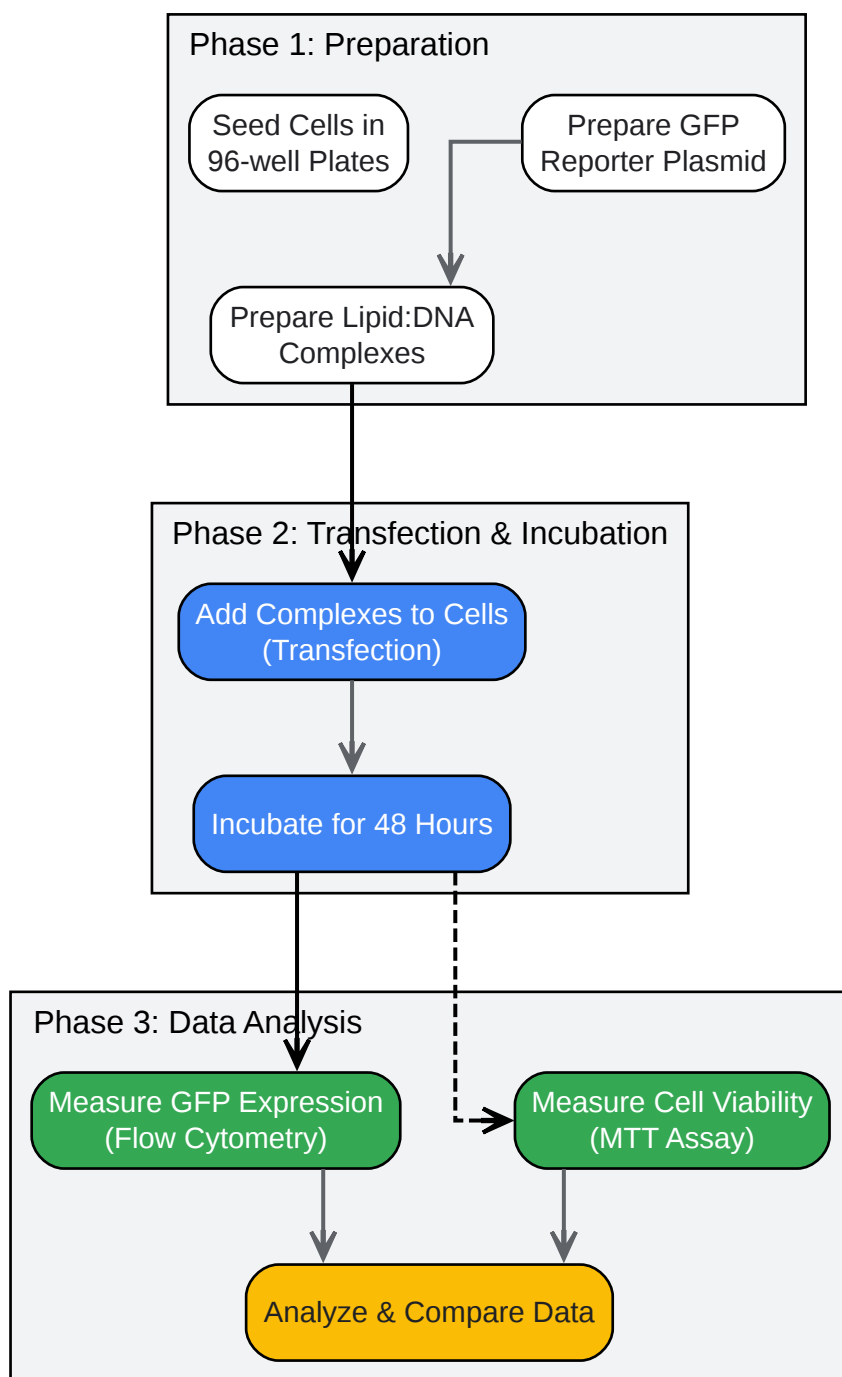 Phase 1: Preparation
Seed Cells in
96-well Plates
Prepare GFP
Reporter Plasmid
Prepare Lipid:DNA
Complexes
Phase 2: Transfection & Incubation
Add Complexes to Cells
(Transfection)
Incubate for 48 Hours
Phase 3: Data Analysis
Measure GFP Expression
(Flow Cytometry)
Measure Cell Viability
(MTT Assay)
Analyze & Compare Data